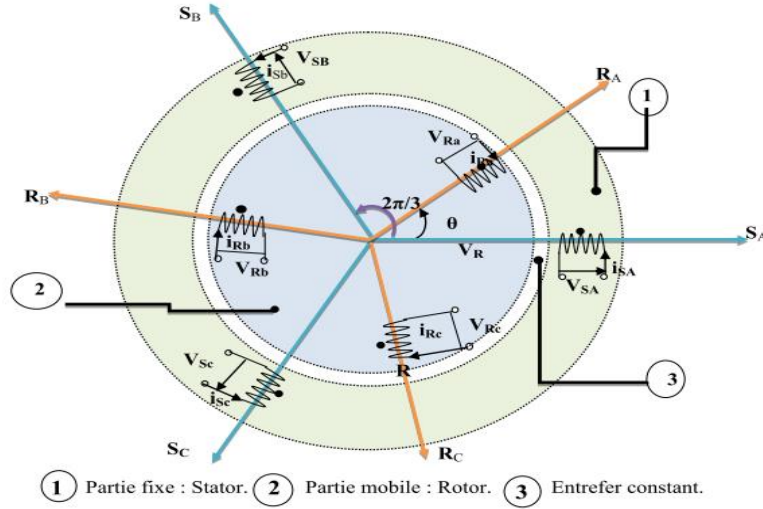 S_B
V_SB
i_Sb
R_A
1
V_Ra
2π/3
θ
R_B
i_Rb
V_Rb
V_R
S_A
i_SA
V_SA
2
i_Rc
V_Rc
V_Sc
R
3
i_Sc
S_C
R_C
1 Partie fixe : Stator. 2 Partie mobile : Rotor. 3 Entrefer constant.